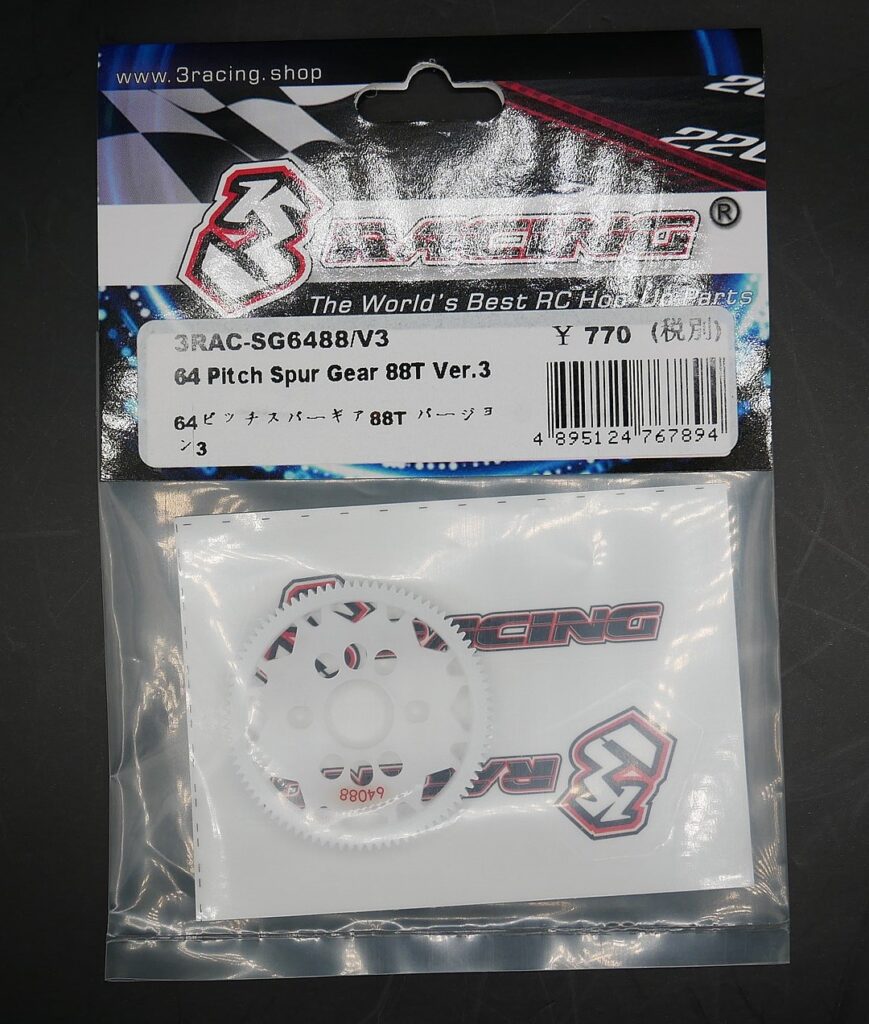 www.3racing.shop
220
3RACING®
The World's Best RC Hop-Up Parts
3RAC-SG6488/V3
¥ 770 (税別)
64 Pitch Spur Gear 88T Ver.3
64ピッチスパーギア88T バージョ
ン3
4 895124 767894
RACING
64088
RA